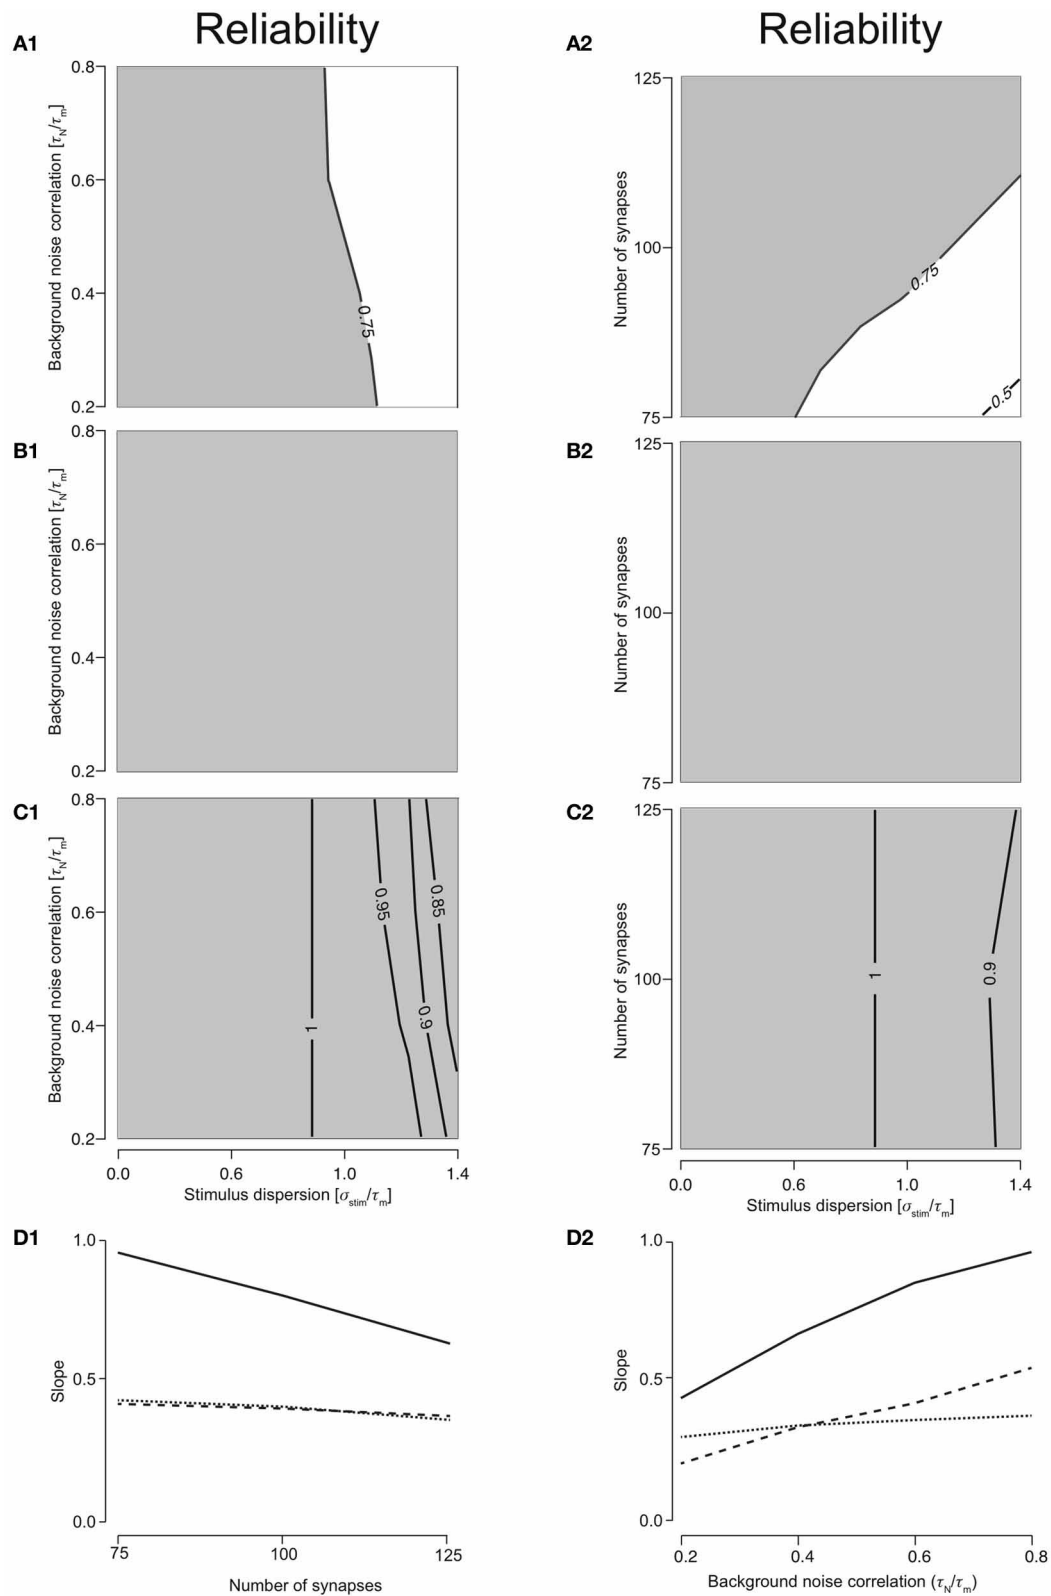 Reliability
Reliability
A1
A2
0.8
0.6
0.4
0.2
Background noise correlation [τN/τm]
0.75
125
100
75
Number of synapses
0.75
0.5
B1
B2
0.8
0.6
0.4
0.2
Background noise correlation [τN/τm]
125
100
75
Number of synapses
C1
C2
0.8
0.6
0.4
0.2
Background noise correlation [τN/τm]
1
0.95
0.9
0.85
0.0
0.6
1.0
1.4
Stimulus dispersion [σstim/τm]
125
100
75
Number of synapses
1
0.9
0.0
0.6
1.0
1.4
Stimulus dispersion [σstim/τm]
D1
D2
1.0
0.5
0.0
Slope
75
100
125
Number of synapses
1.0
0.5
0.0
Slope
0.2
0.4
0.6
0.8
Background noise correlation (τN/τm)